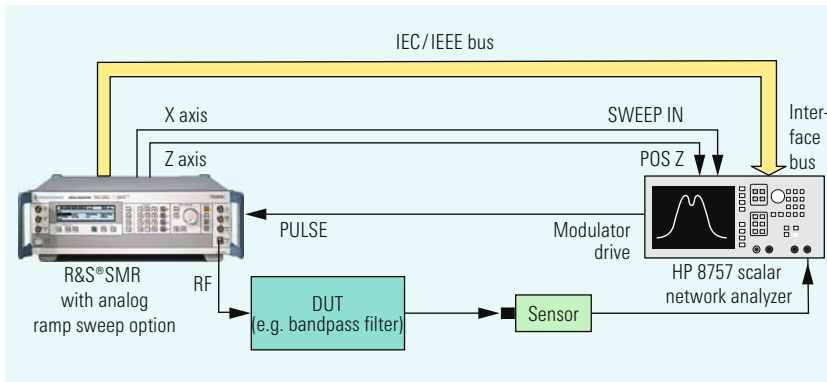 IEC/IEEE bus
X axis
SWEEP IN
Inter-
face
bus
Z axis
POS Z
PULSE
Modulator
drive
R&S®SMR
with analog
ramp sweep option
RF
HP 8757 scalar
network analyzer
DUT
(e.g. bandpass filter)
Sensor